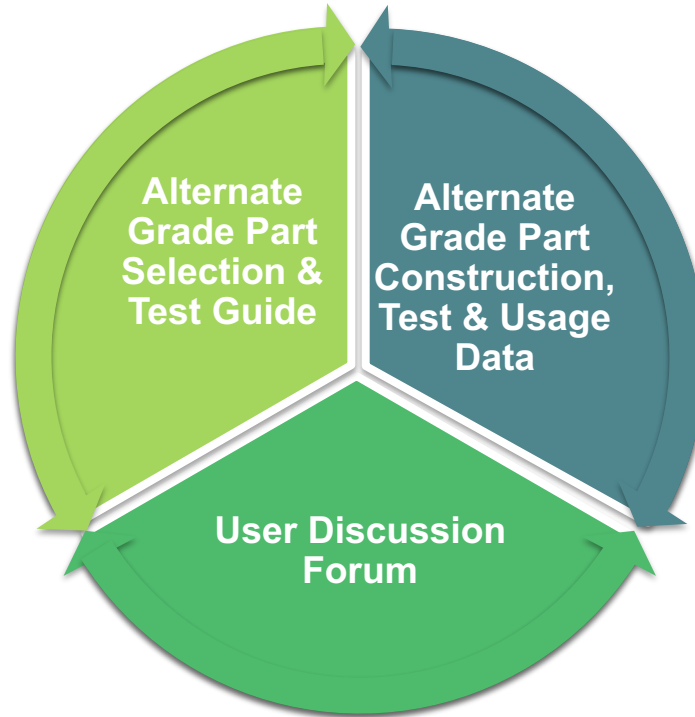 Alternate
Grade Part
Selection &
Test Guide
Alternate
Grade Part
Construction,
Test & Usage
Data
User Discussion
Forum